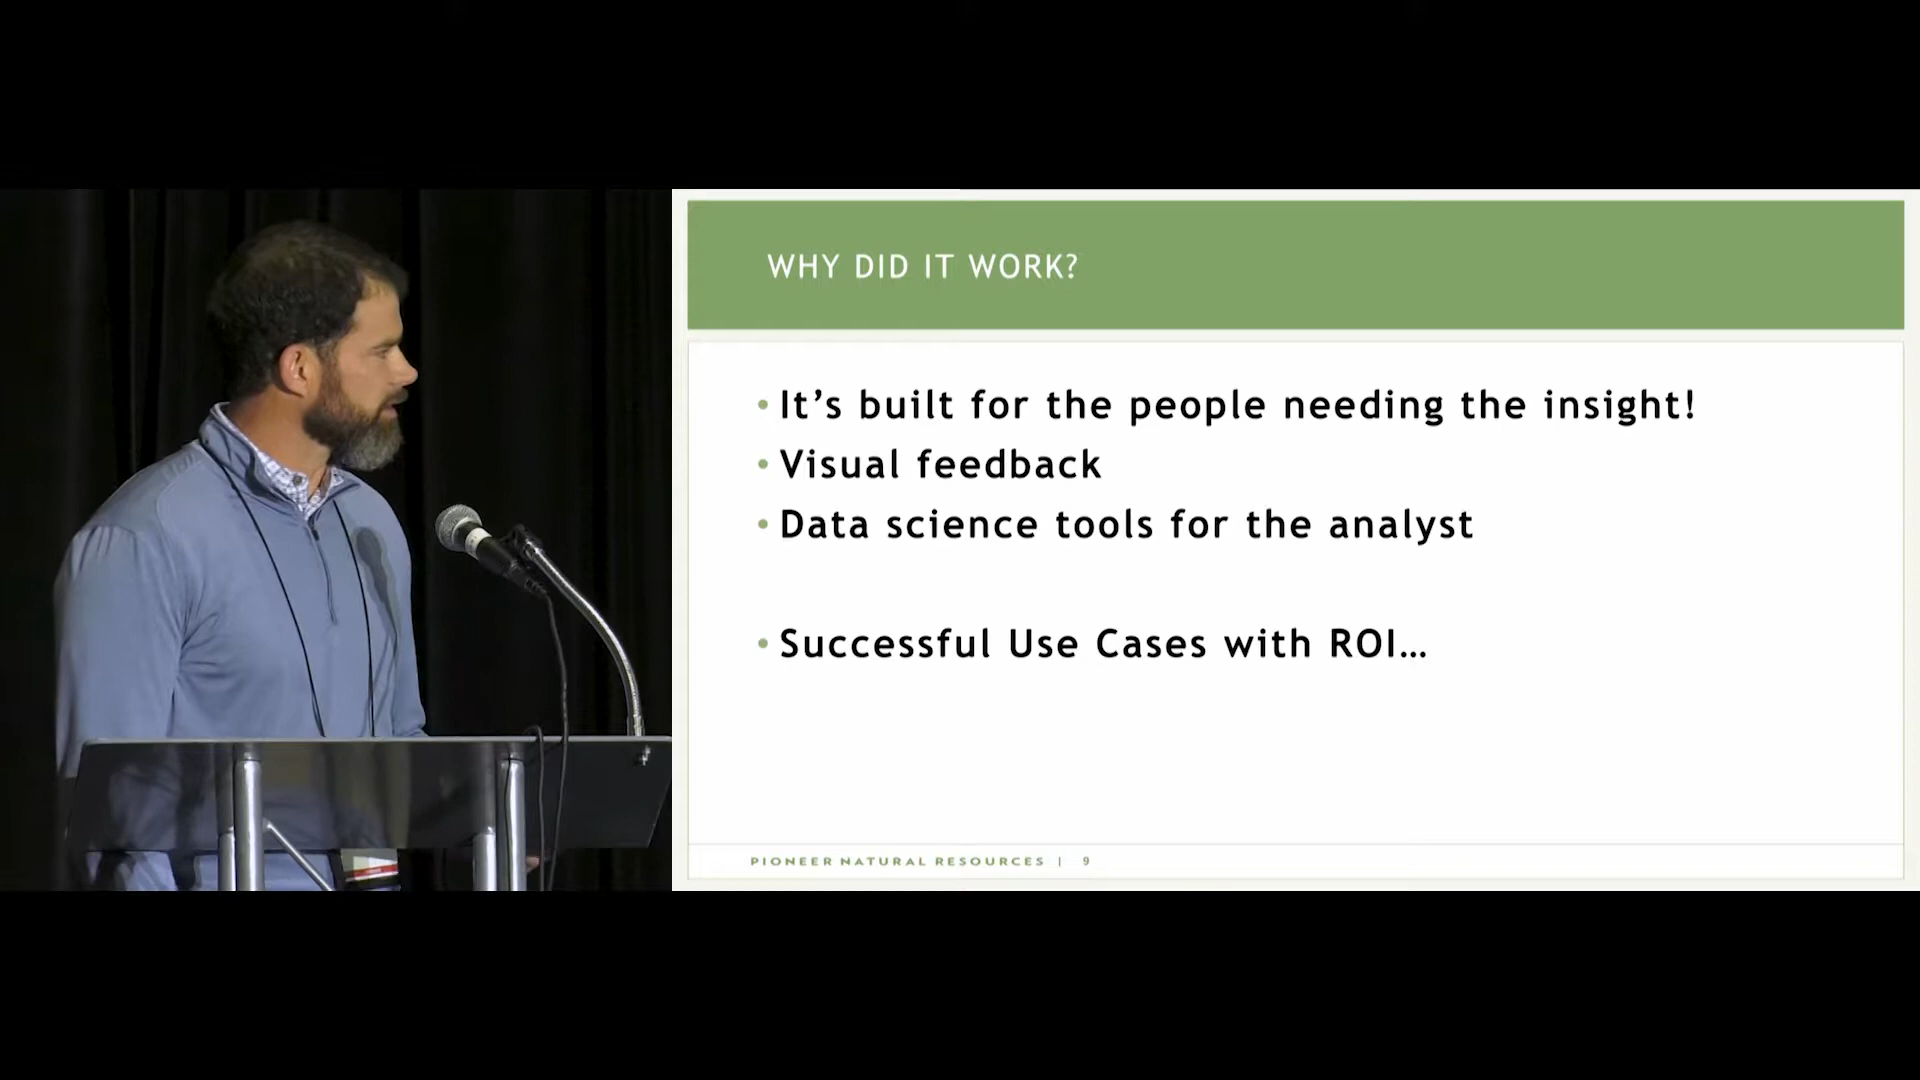 WHY DID IT WORK?
• It’s built for the people needing the insight!
• Visual feedback
• Data science tools for the analyst
• Successful Use Cases with ROI…
PIONEER NATURAL RESOURCES | 9